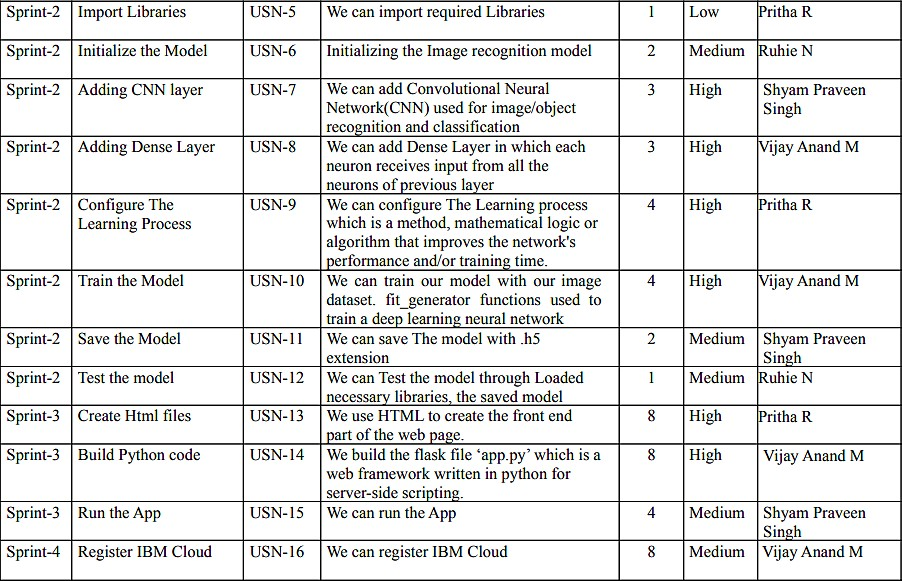 Sprint-2 Import Libraries USN-5 We can import required Libraries 1 Low Pritha R
Sprint-2 Initialize the Model USN-6 Initializing the Image recognition model 2 Medium Ruhie N
Sprint-2 Adding CNN layer USN-7 We can add Convolutional Neural 3 High Shyam Praveen
Network(CNN) used for image/object Singh
recognition and classification
Sprint-2 Adding Dense Layer USN-8 We can add Dense Layer in which each 3 High Vijay Anand M
neuron receives input from all the
neurons of previous layer
Sprint-2 Configure The USN-9 We can configure The Learning process 4 High Pritha R
Learning Process which is a method, mathematical logic or
algorithm that improves the network's
performance and/or training time.
Sprint-2 Train the Model USN-10 We can train our model with our image 4 High Vijay Anand M
dataset. fit_generator functions used to
train a deep learning neural network
Sprint-2 Save the Model USN-11 We can save The model with .h5 2 Medium Shyam Praveen
extension Singh
Sprint-2 Test the model USN-12 We can Test the model through Loaded 1 Medium Ruhie N
necessary libraries, the saved model
Sprint-3 Create Html files USN-13 We use HTML to create the front end 8 High Pritha R
part of the web page.
Sprint-3 Build Python code USN-14 We build the flask file ‘app.py’ which is a 8 High Vijay Anand M
web framework written in python for
server-side scripting.
Sprint-3 Run the App USN-15 We can run the App 4 Medium Shyam Praveen
Singh
Sprint-4 Register IBM Cloud USN-16 We can register IBM Cloud 8 Medium Vijay Anand M